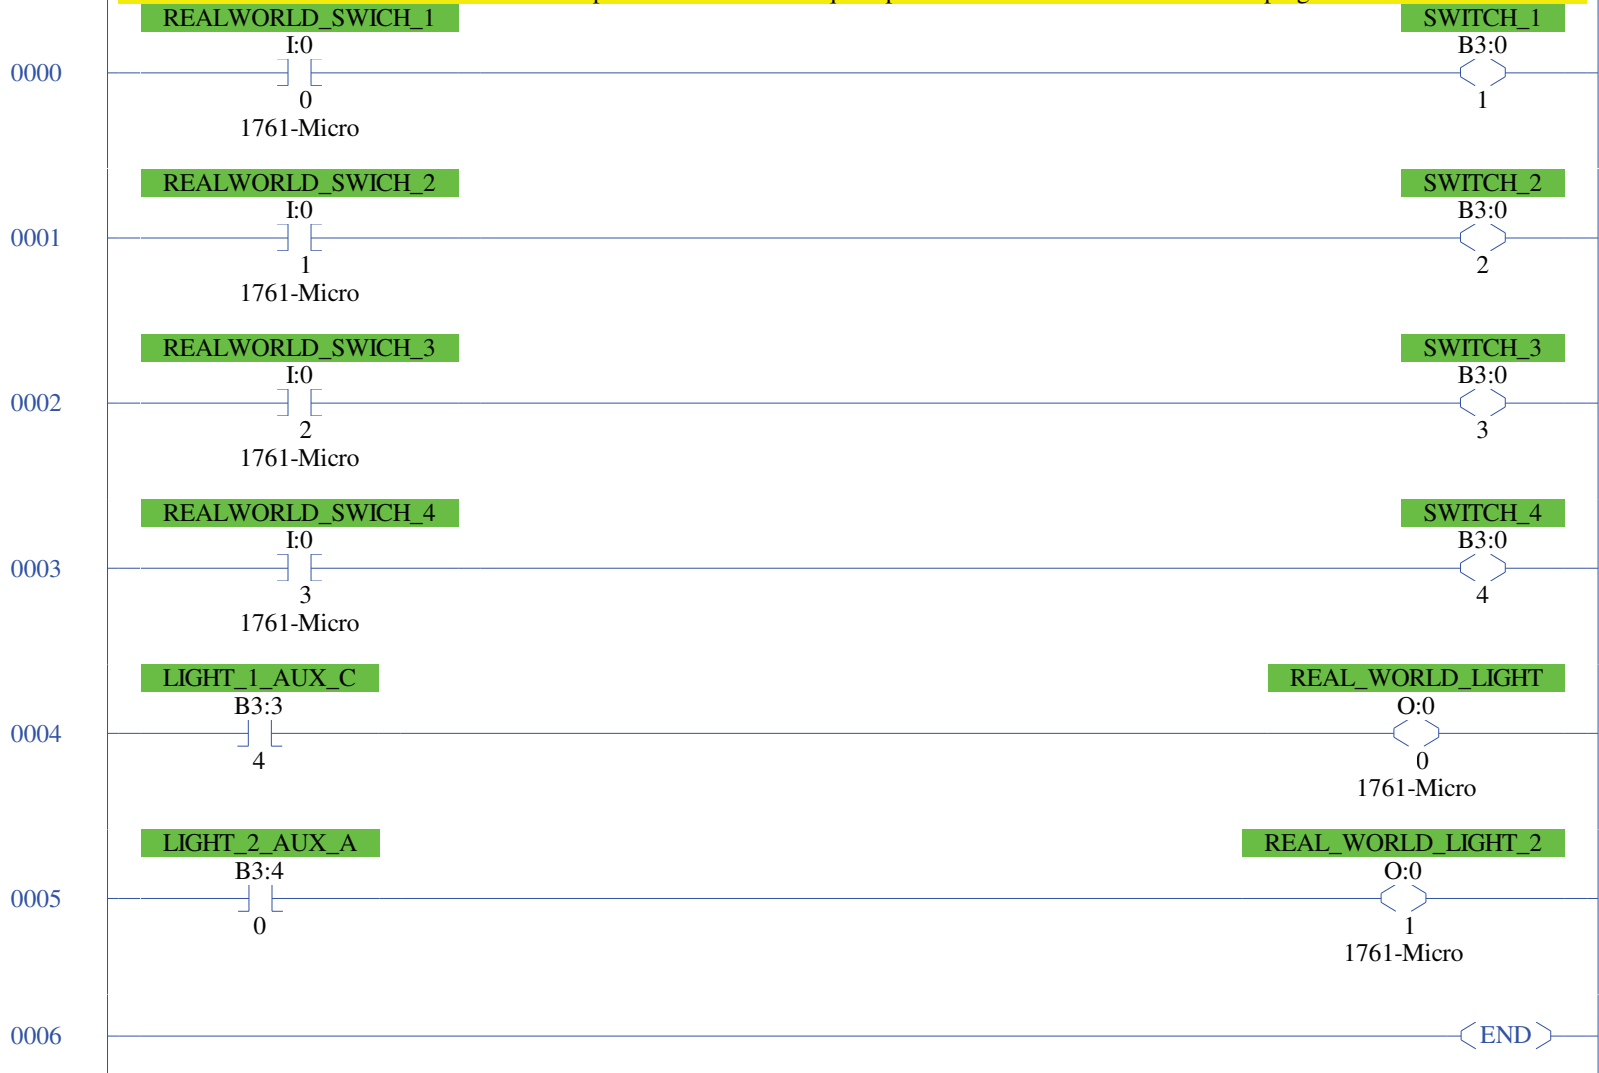 REALWORLD_SWICH_1 SWITCH_1
I:0 B3:0
0000
0 1
1761-Micro
REALWORLD_SWICH_2 SWITCH_2
I:0 B3:0
0001
1 2
1761-Micro
REALWORLD_SWICH_3 SWITCH_3
I:0 B3:0
0002
2 3
1761-Micro
REALWORLD_SWICH_4 SWITCH_4
I:0 B3:0
0003
3 4
1761-Micro
LIGHT_1_AUX_C REAL_WORLD_LIGHT
B3:3 O:0
0004
4 0
1761-Micro
LIGHT_2_AUX_A REAL_WORLD_LIGHT_2
B3:4 O:0
0005
0 1
1761-Micro
0006 END